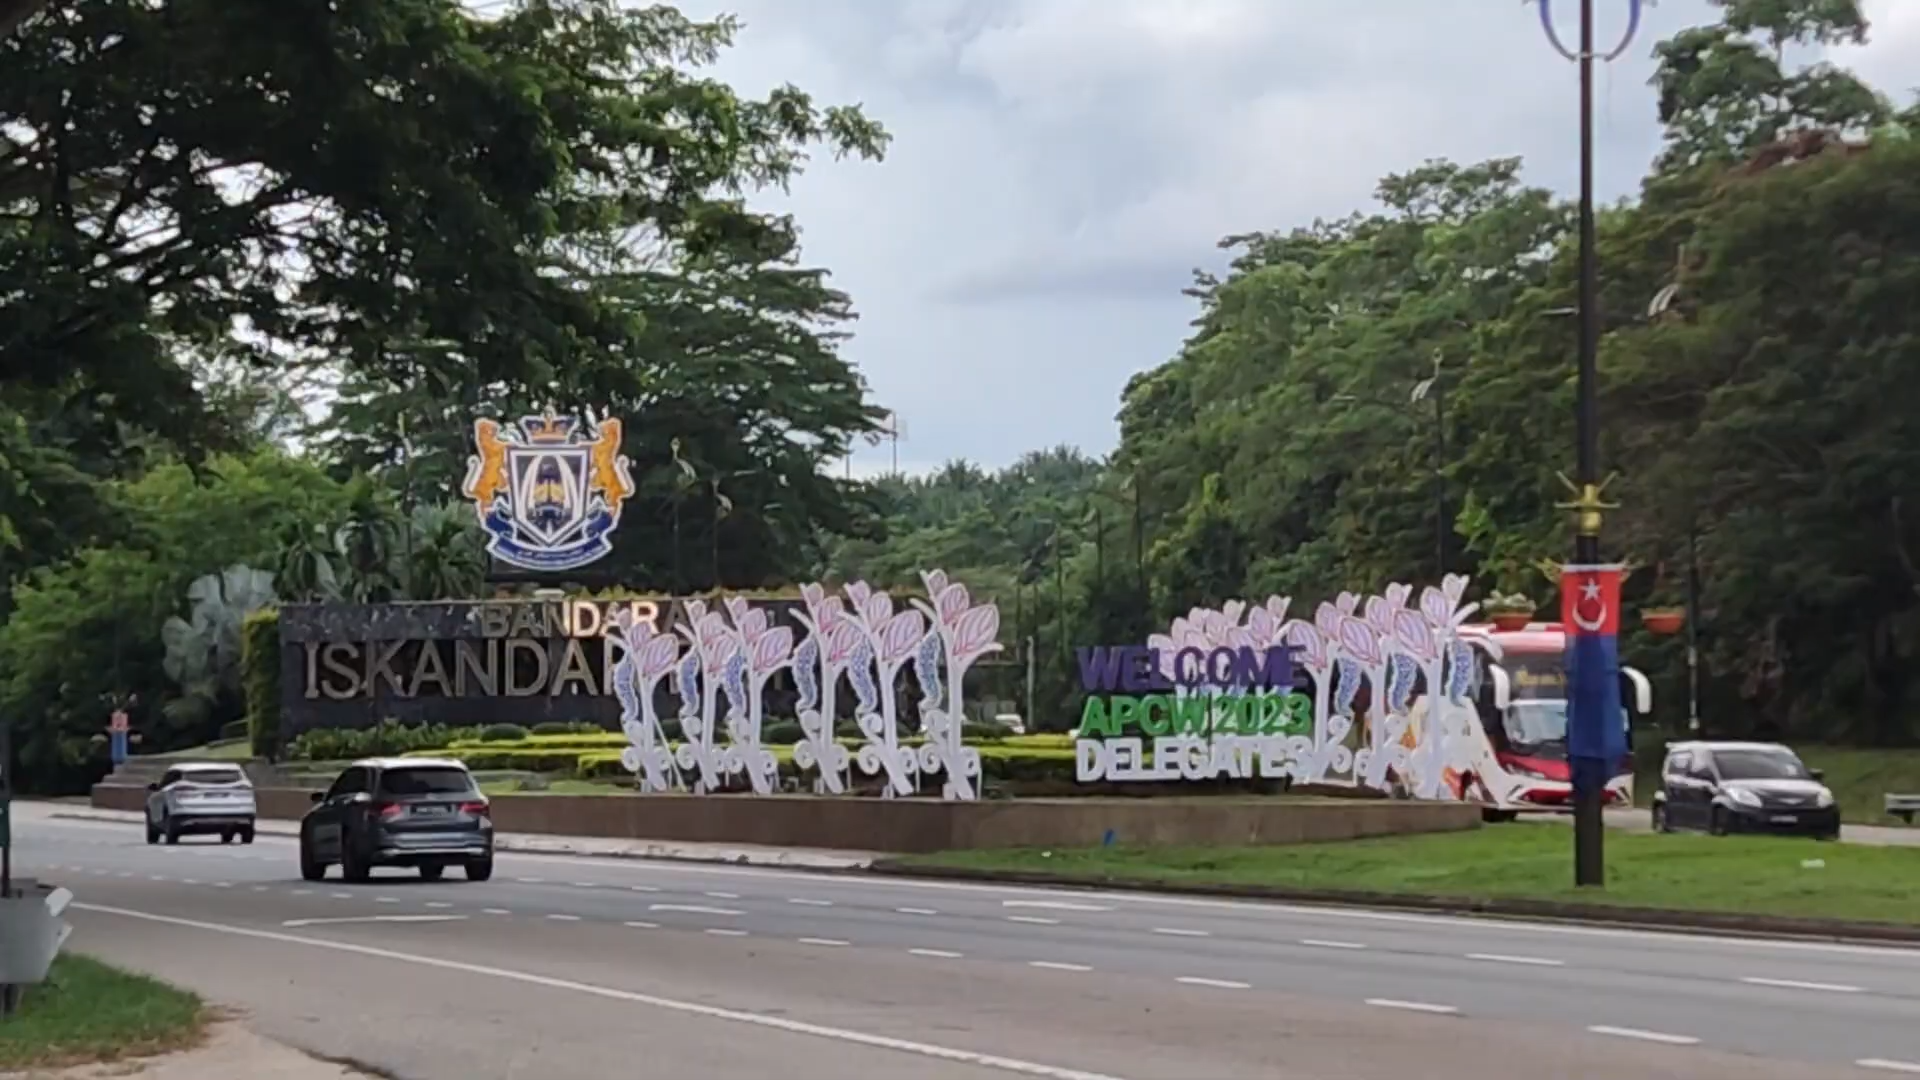 BANDAR
ISKANDAR
WELCOME
APCW 2023
DELEGATES